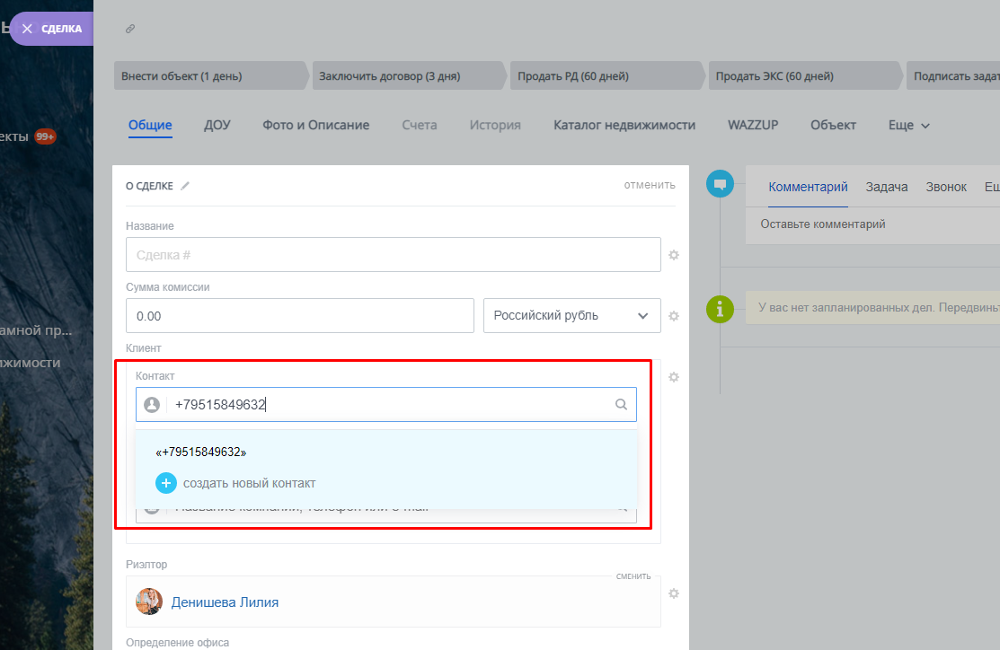 СДЕЛКА
Внести объект (1 день)
Заключить договор (3 дня)
Продать РД (60 дней)
Продать ЭКС (60 дней)
Подписать задат
Общие
ДОУ
Фото и Описание
Счета
История
Каталог недвижимости
WAZZUP
Объект
Еще
екты 99+
амной пр...
ижимости
О СДЕЛКЕ
ОТМЕНИТЬ
Название
Сделка #
Сумма комиссии
0.00
Российский рубль
Клиент
Контакт
+79515849632
«+79515849632»
создать новый контакт
Название компании, телефон или e-mail
Риэлтор
СМЕНИТЬ
Денишева Лилия
Определение офиса
Комментарий
Задача
Звонок
Ещ
Оставьте комментарий
У вас нет запланированных дел. Передвинь